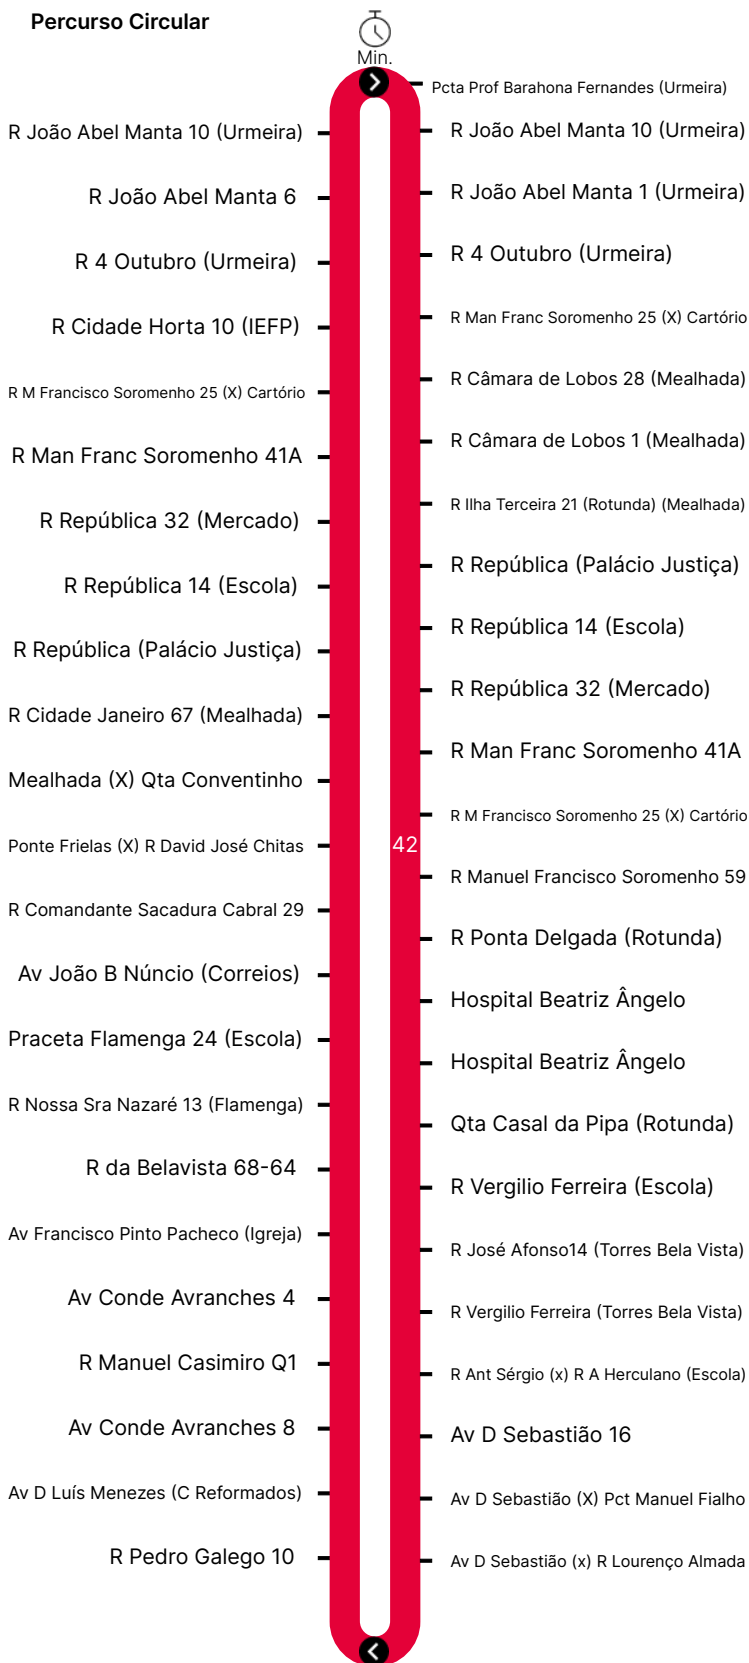 Percurso Circular
Min.
Pcta Prof Barahona Fernandes (Urmeira)
R João Abel Manta 10 (Urmeira)
R João Abel Manta 1 (Urmeira)
R 4 Outubro (Urmeira)
R Man Franc Soromenho 25 (X) Cartório
R Câmara de Lobos 28 (Mealhada)
R Câmara de Lobos 1 (Mealhada)
R Ilha Terceira 21 (Rotunda) (Mealhada)
R República (Palácio Justiça)
R República 14 (Escola)
R República 32 (Mercado)
R Man Franc Soromenho 41A
R M Francisco Soromenho 25 (X) Cartório
42
R Manuel Francisco Soromenho 59
R Ponta Delgada (Rotunda)
Hospital Beatriz Ângelo
Hospital Beatriz Ângelo
Qta Casal da Pipa (Rotunda)
R Vergilio Ferreira (Escola)
R José Afonso14 (Torres Bela Vista)
R Vergilio Ferreira (Torres Bela Vista)
R Ant Sérgio (x) R A Herculano (Escola)
Av D Sebastião 16
Av D Sebastião (X) Pct Manuel Fialho
Av D Sebastião (x) R Lourenço Almada
R João Abel Manta 10 (Urmeira)
R João Abel Manta 6
R 4 Outubro (Urmeira)
R Cidade Horta 10 (IEFP)
R M Francisco Soromenho 25 (X) Cartório
R Man Franc Soromenho 41A
R República 32 (Mercado)
R República 14 (Escola)
R República (Palácio Justiça)
R Cidade Janeiro 67 (Mealhada)
Mealhada (X) Qta Conventinho
Ponte Frielas (X) R David José Chitas
R Comandante Sacadura Cabral 29
Av João B Núncio (Correios)
Praceta Flamenga 24 (Escola)
R Nossa Sra Nazaré 13 (Flamenga)
R da Belavista 68-64
Av Francisco Pinto Pacheco (Igreja)
Av Conde Avranches 4
R Manuel Casimiro Q1
Av Conde Avranches 8
Av D Luís Menezes (C Reformados)
R Pedro Galego 10